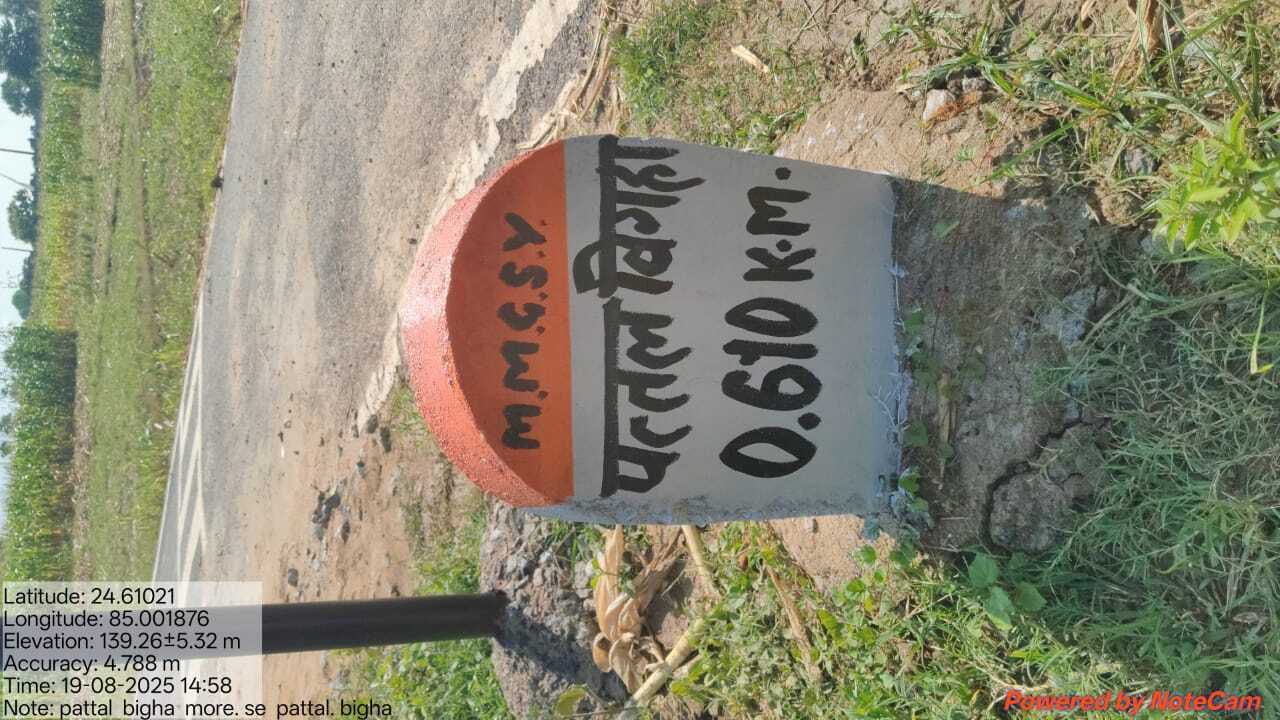 M.M.G.S.Y.
पत्तल विगहा
0.610 K.M.
Latitude: 24.61021
Longitude: 85.001876
Elevation: 139.26±5.32 m
Accuracy: 4.788 m
Time: 19-08-2025 14:58
Note: pattal bigha more. se pattal. bigha
Powered by NoteCam